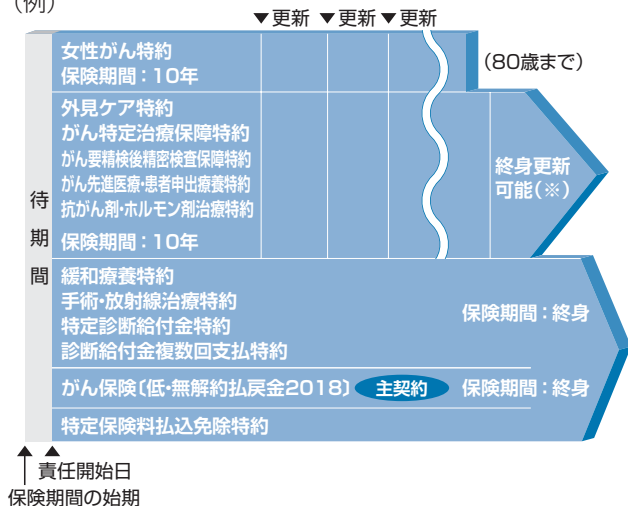 (例)
▼更新 ▼更新 ▼更新
女性がん特約
保険期間：10年
(80歳まで)
外見ケア特約
がん特定治療保障特約
がん要精検後精密検査保障特約
がん先進医療・患者申出療養特約
抗がん剤・ホルモン剤治療特約
保険期間：10年
終身更新
可能(※)
待期間
緩和療養特約
手術・放射線治療特約
特定診断給付金特約
診断給付金複数回支払特約
保険期間：終身
がん保険〔低・無解約払戻金2018〕 主契約 保険期間：終身
特定保険料払込免除特約
責任開始日
保険期間の始期